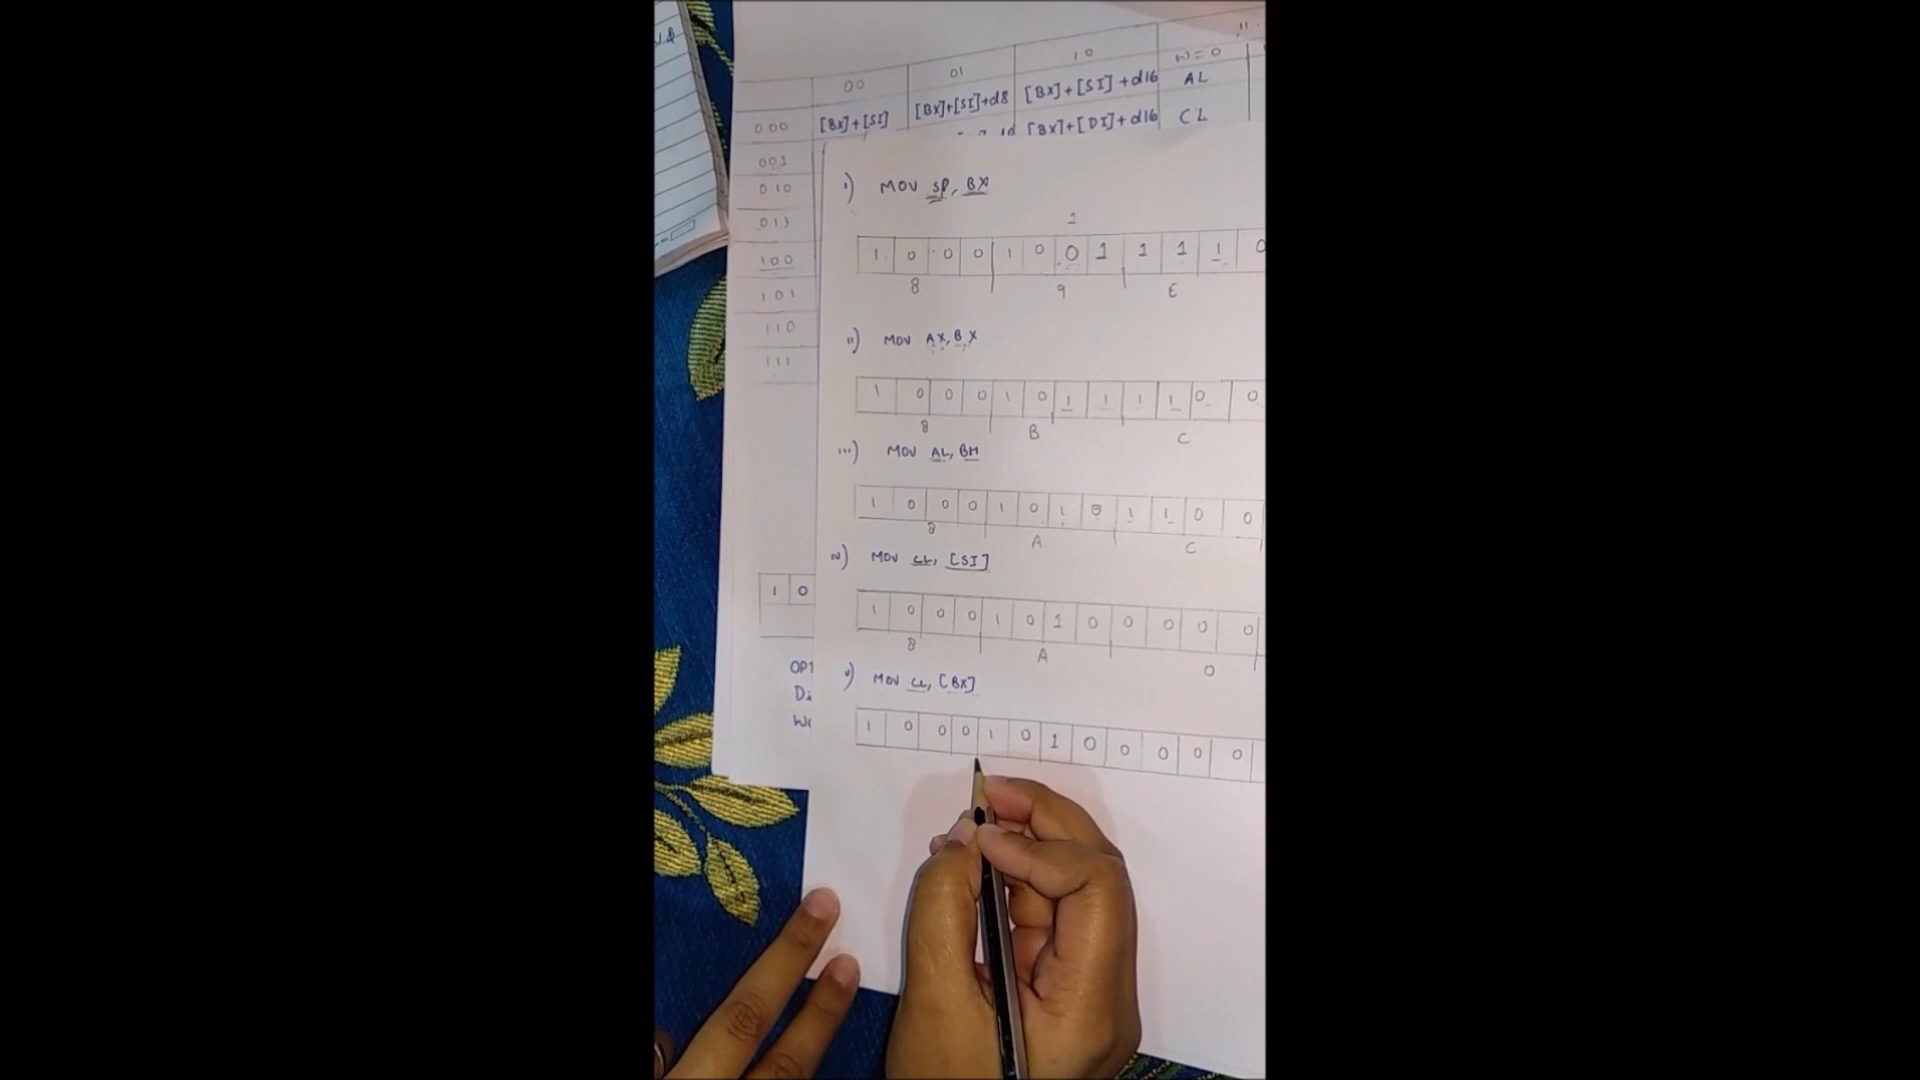 00 01 10 w=0
000 [BX]+[SI] [BX]+[SI]+d8 [BX]+[SI]+d16 AL
[BX]+[DI]+d16 CL
001
010
011
100
101
110
111
i) MOV SP, BX
1
1 0 0 0 1 0 0 1 1 1 1 0
8 9 E
ii) MOV AX, BX
1 0 0 0 1 0 1 1 1 1 0 0
8 B C
iii) MOV AL, BH
1 0 0 0 1 0 1 0 1 1 0 0
8 A C
iv) MOV CL, [SI]
1 0 0 0 1 0 1 0 0 0 0 0
8 A 0
v) MOV CL, [BX]
1 0 0 0 1 0 1 0 0 0 0 0
1 0
OP
Di